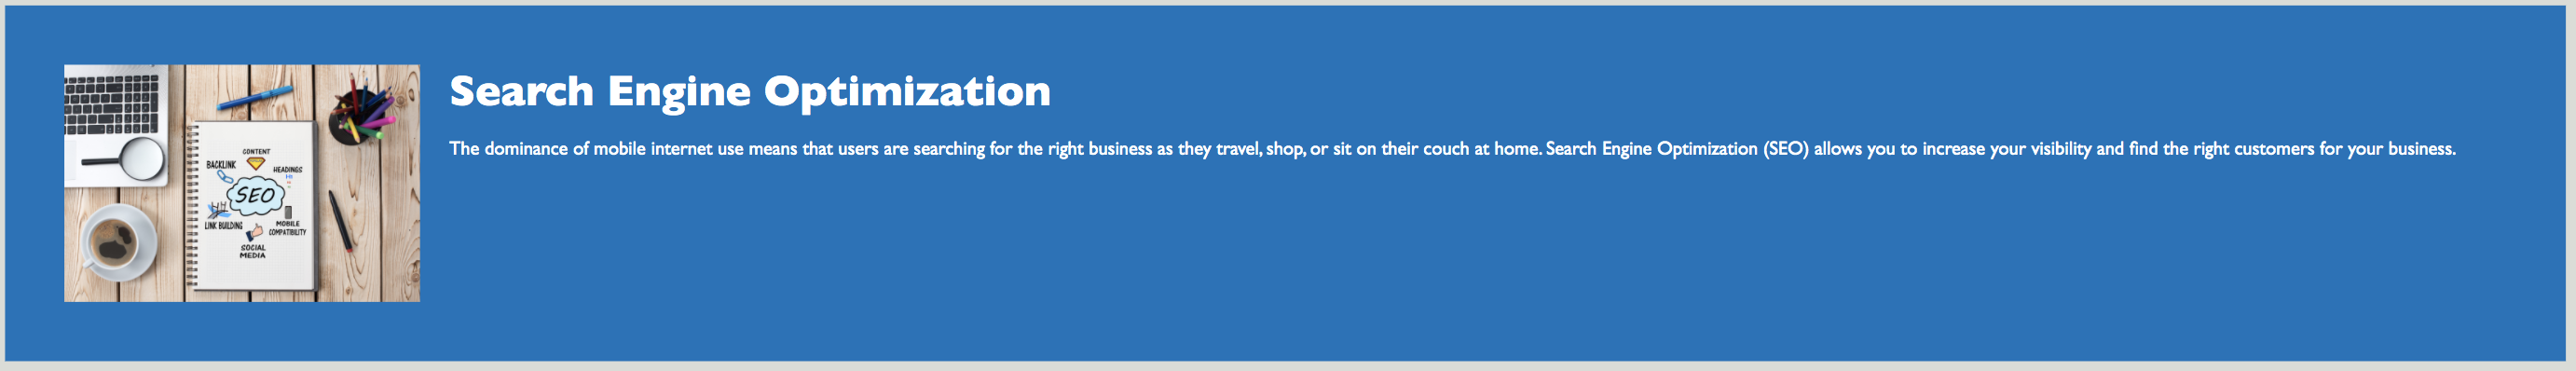 Search Engine Optimization
The dominance of mobile internet use means that users are searching for the right business as they travel, shop, or sit on their couch at home. Search Engine Optimization (SEO) allows you to increase your visibility and find the right customers for your business.
CONTENT
BACKLINK
HEADINGS
SEO
LINK BUILDING
MOBILE
COMPATIBILITY
SOCIAL
MEDIA